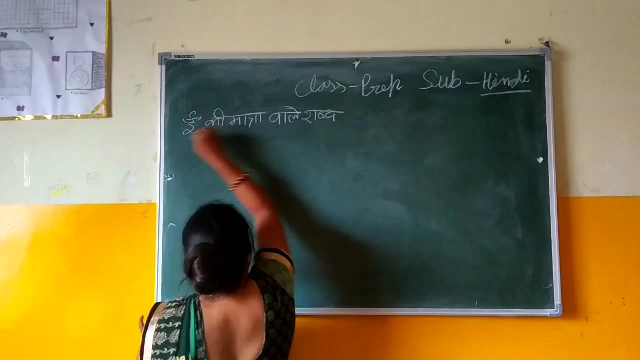 Class-Prep Sub-Hindi
ई की मात्रा वाले शब्द